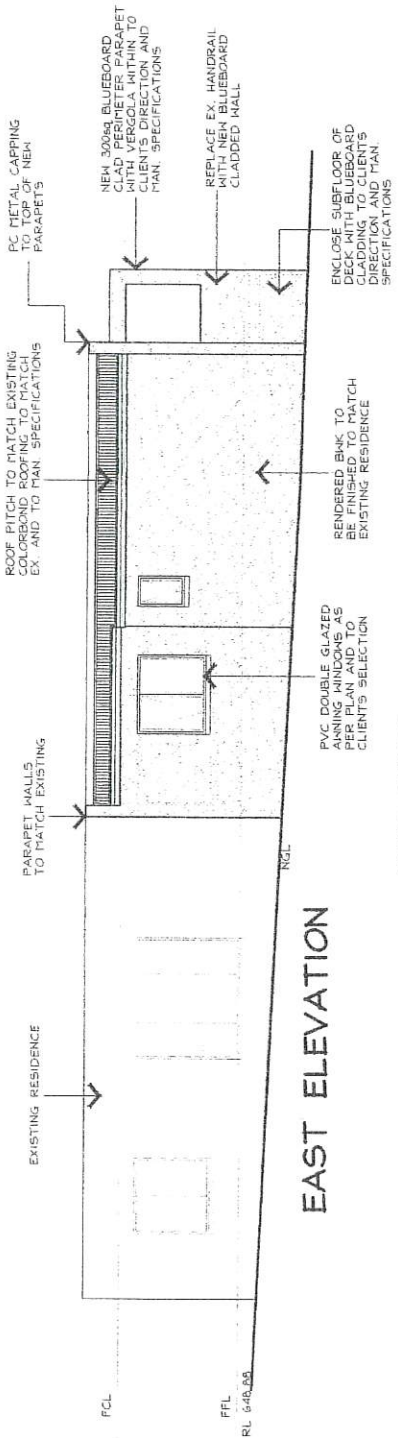 EXISTING RESIDENCE
PARAPET WALLS
TO MATCH EXISTING
ROOF PITCH TO MATCH EXISTING
COLORBOND ROOFING TO MATCH
EX. AND TO MAN. SPECIFICATIONS
PC METAL CAPPING
TO TOP OF NEW
PARAPETS
NEW 300sq BLUEBOARD
CLAD PERIMETER PARAPET
WITH VERGOLA WITHIN TO
CLIENTS DIRECTION AND
MAN. SPECIFICATIONS
REPLACE EX. HANDRAIL
WITH NEW BLUEBOARD
CLADDED WALL
ENCLOSE SUBFLOOR OF
DECK WITH BLUEBOARD
CLADDING TO CLIENTS
DIRECTION AND MAN.
SPECIFICATIONS
RENDERED BWK TO
BE FINISHED TO MATCH
EXISTING RESIDENCE
PVC DOUBLE GLAZED
AWNING WINDOWS AS
PER PLAN AND TO
CLIENTS SELECTION
NGL
FCL
FFL
RL 648.88
EAST ELEVATION